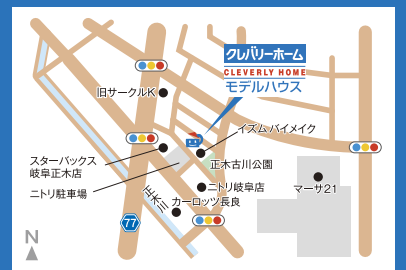 クレバリーホーム
CLEVERLY HOME
モデルハウス
旧サークルK
イズム バイメイク
スターバックス
岐阜正木店
正木古川公園
ニトリ駐車場
ニトリ岐阜店
マーサ21
正木川
カーロッツ長良
77
N